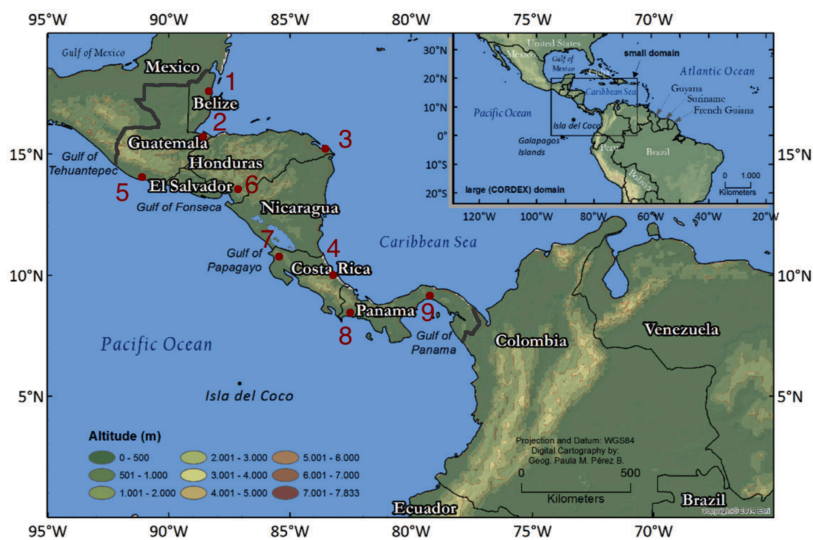 95°W 90°W 85°W 80°W 75°W 70°W
Gulf of Mexico
Mexico
1
Belize
2
Guatemala
3
15°N
Gulf of
Tehuantepec
Honduras
5
El Salvador
6
Gulf of Fonseca
Nicaragua
7
Gulf of
Papagayo
4
Caribbean Sea
10°N
Costa Rica
Panama
9
8
Gulf of
Panama
Colombia
Venezuela
Pacific Ocean
5°N
Isla del Coco
Altitude (m)
0 - 500
501 - 1.000
1.001 - 2.000
2.001 - 3.000
3.001 - 4.000
4.001 - 5.000
5.001 - 6.000
6.001 - 7.000
7.001 - 7.833
Projection and Datum: WGS84
Digital Cartography by:
Geog. Paula M. Pérez B.
0 500
Kilometers
Ecuador
Brazil
0°
95°W 90°W 85°W 80°W 75°W 70°W
30°N
20°N
10°N
0°
10°S
20°S
United States
Mexico
Gulf of
Mexico
small domain
Atlantic Ocean
Caribbean Sea
Guyana
Suriname
French Guiana
Pacific Ocean
Isla del Coco
Galapagos
Islands
Peru
Brazil
Bolivia
0 1.000
Kilometers
large (CORDEX) domain
120°W 100°W 80°W 60°W 40°W 20°W
15°N
10°N
5°N